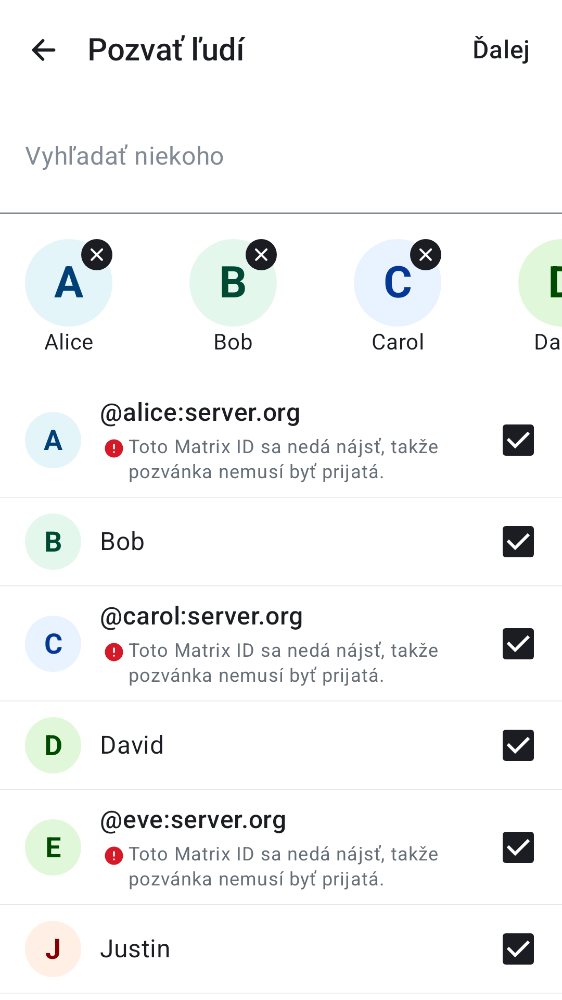 Pozvať ľudí
Ďalej
Vyhľadať niekoho
A
B
C
Alice
Bob
Carol
@alice:server.org
A
Toto Matrix ID sa nedá nájsť, takže
pozvánka nemusí byť prijatá.
B
Bob
@carol:server.org
C
Toto Matrix ID sa nedá nájsť, takže
pozvánka nemusí byť prijatá.
D
David
@eve:server.org
E
Toto Matrix ID sa nedá nájsť, takže
pozvánka nemusí byť prijatá.
J
Justin